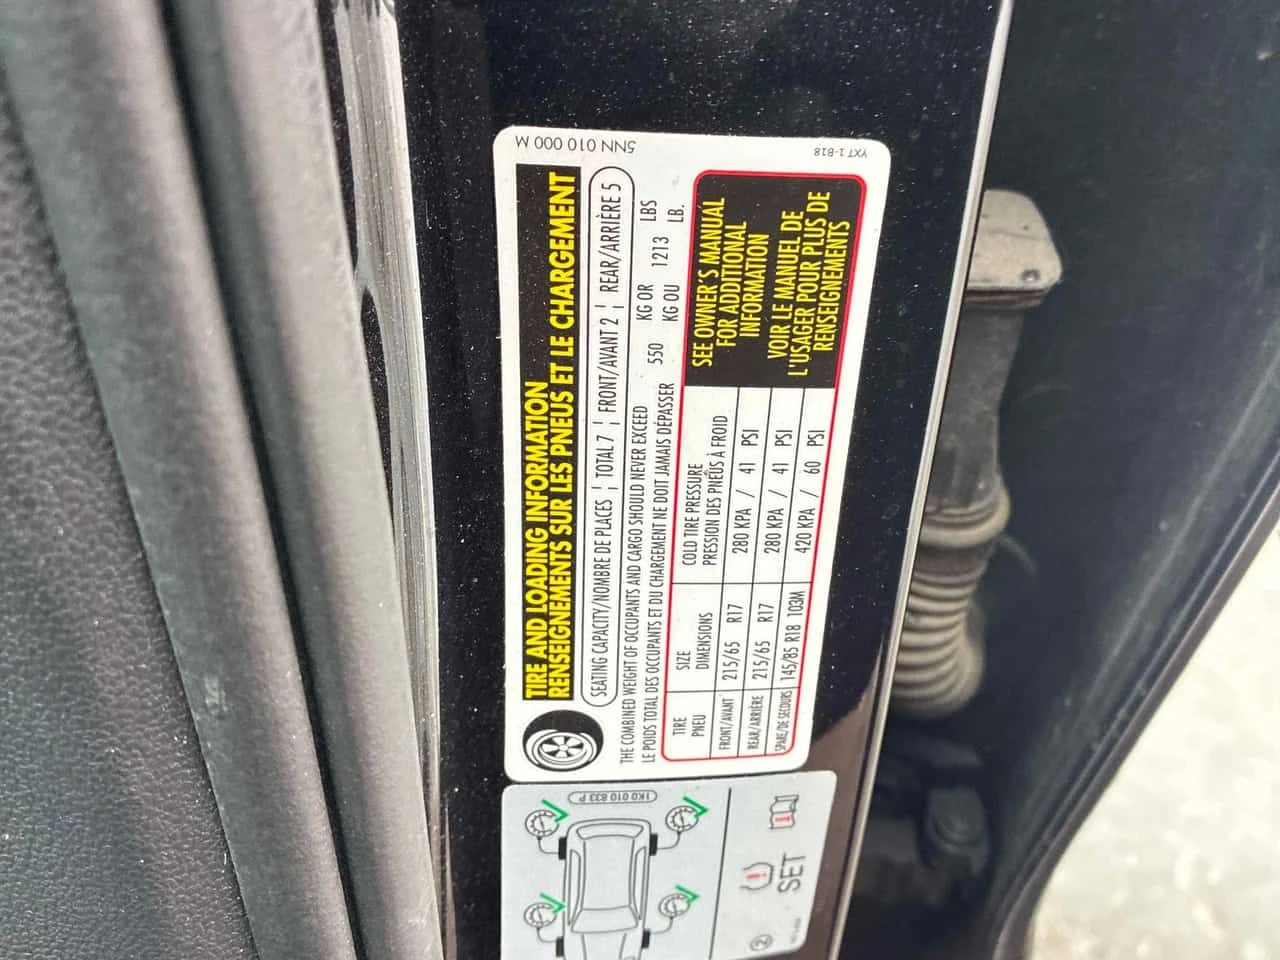 5NN 010 000 M
YXT 1-B18
TIRE AND LOADING INFORMATION
RENSEIGNEMENTS SUR LES PNEUS ET LE CHARGEMENT
SEATING CAPACITY/NOMBRE DE PLACES ¦ TOTAL 7 ¦ FRONT/AVANT 2 ¦ REAR/ARRIÈRE 5
THE COMBINED WEIGHT OF OCCUPANTS AND CARGO SHOULD NEVER EXCEED 550 KG OR 1213 LBS
LE POIDS TOTAL DES OCCUPANTS ET DU CHARGEMENT NE DOIT JAMAIS DÉPASSER KG OU LB.
TIRE SIZE COLD TIRE PRESSURE
PNEU DIMENSIONS PRESSION DES PNEUS À FROID
FRONT/AVANT 215/65 R17 280 KPA / 41 PSI
REAR/ARRIÈRE 215/65 R17 280 KPA / 41 PSI
SPARE/DE SECOURS 145/85 R18 103M 420 KPA / 60 PSI
SEE OWNER'S MANUAL
FOR ADDITIONAL
INFORMATION
VOIR LE MANUEL DE
L'USAGER POUR PLUS DE
RENSEIGNEMENTS
1K0 010 833 P
SET
2